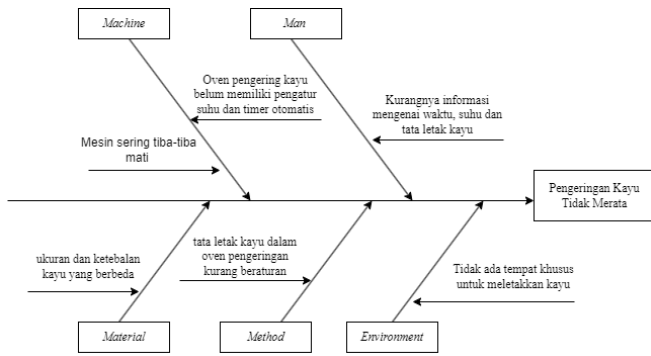 Machine
Man
Oven pengering kayu
belum memiliki pengatur
suhu dan timer otomatis
Kurangnya informasi
mengenai waktu, suhu dan
tata letak kayu
Mesin sering tiba-tiba
mati
Pengeringan Kayu
Tidak Merata
ukuran dan ketebalan
kayu yang berbeda
tata letak kayu dalam
oven pengeringan
kurang beraturan
Tidak ada tempat khusus
untuk meletakkan kayu
Material
Method
Environment